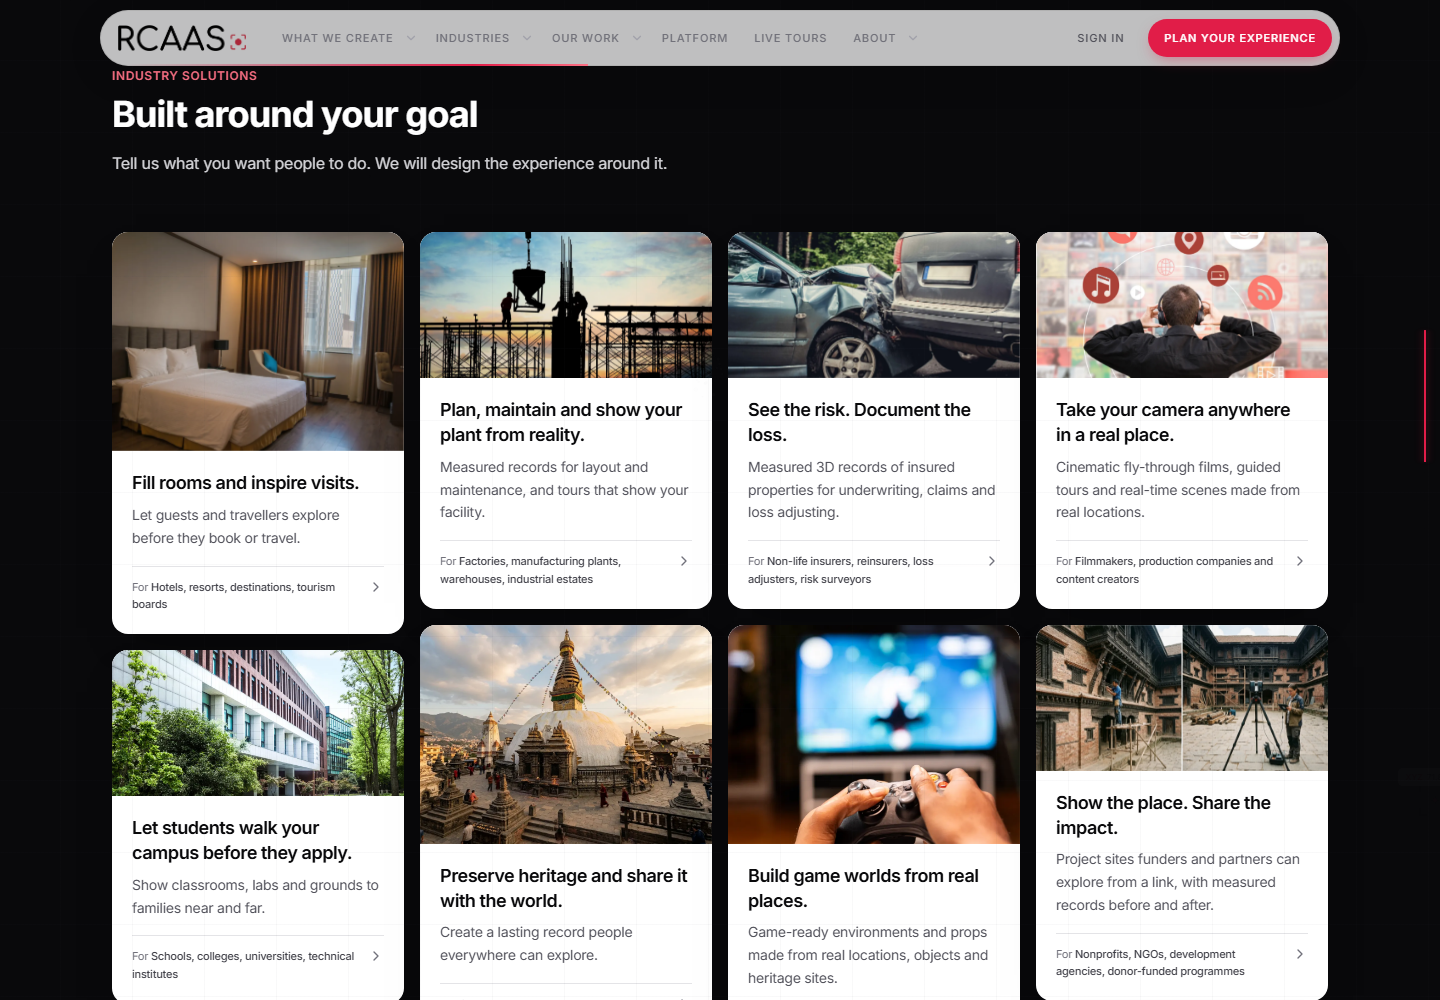 RCAAS
WHAT WE CREATE
INDUSTRIES
OUR WORK
PLATFORM
LIVE TOURS
ABOUT
SIGN IN
PLAN YOUR EXPERIENCE
INDUSTRY SOLUTIONS
Built around your goal
Tell us what you want people to do. We will design the experience around it.
Fill rooms and inspire visits.
Let guests and travellers explore
before they book or travel.
For Hotels, resorts, destinations, tourism
boards
Plan, maintain and show your
plant from reality.
Measured records for layout and
maintenance, and tours that show your
facility.
For Factories, manufacturing plants,
warehouses, industrial estates
See the risk. Document the
loss.
Measured 3D records of insured
properties for underwriting, claims and
loss adjusting.
For Non-life insurers, reinsurers, loss
adjusters, risk surveyors
Take your camera anywhere
in a real place.
Cinematic fly-through films, guided
tours and real-time scenes made from
real locations.
For Filmmakers, production companies and
content creators
Let students walk your
campus before they apply.
Show classrooms, labs and grounds to
families near and far.
For Schools, colleges, universities, technical
institutes
Preserve heritage and share it
with the world.
Create a lasting record people
everywhere can explore.
Build game worlds from real
places.
Game-ready environments and props
made from real locations, objects and
heritage sites.
Show the place. Share the
impact.
Project sites funders and partners can
explore from a link, with measured
records before and after.
For Nonprofits, NGOs, development
agencies, donor-funded programmes